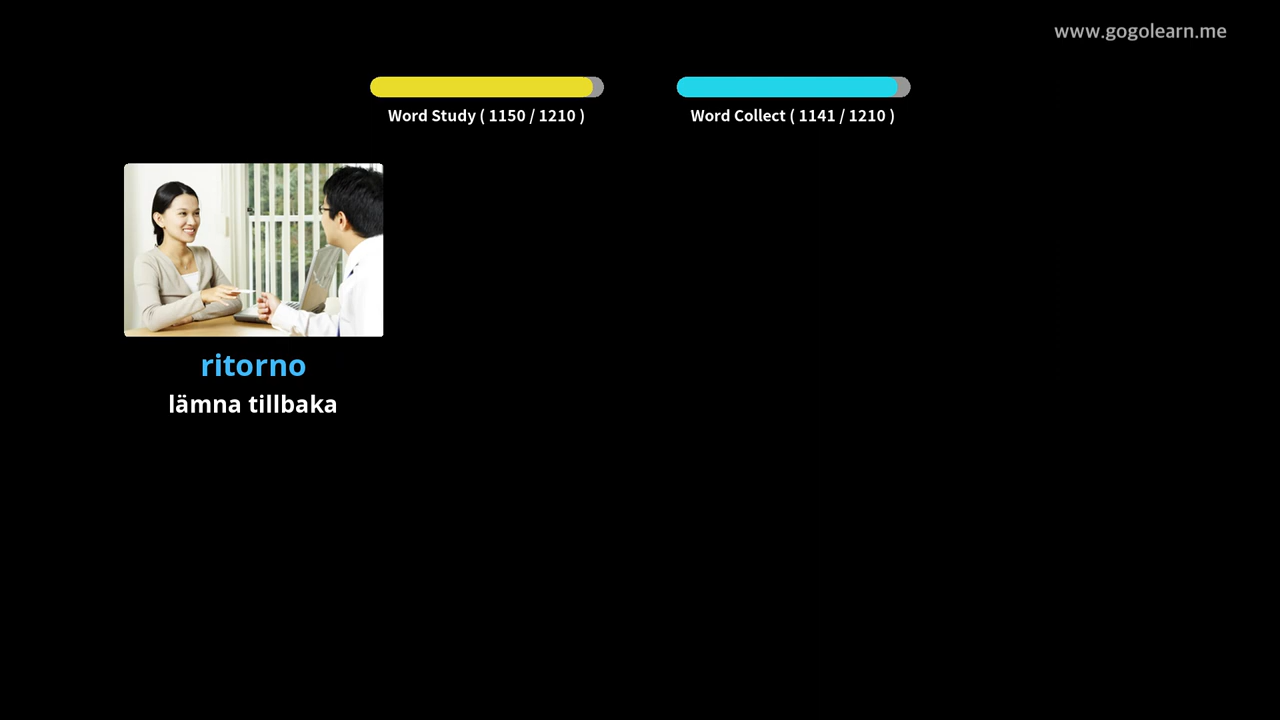 www.gogolearn.me
Word Study ( 1150 / 1210 )
Word Collect ( 1141 / 1210 )
ritorno
lämna tillbaka